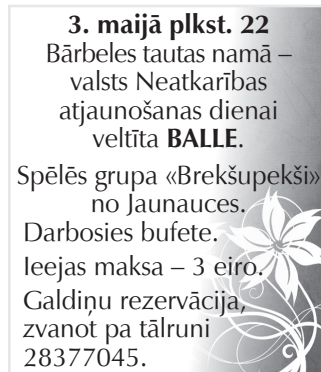 3. maijā plkst. 22
Bārbeles tautas namā –
valsts Neatkarības
atjaunošanas dienai
veltīta BALLE.
Spēlēs grupa «Brekšupekši»
no Jaunauces.
Darbosies bufete.
Ieejas maksa – 3 eiro.
Galdiņu rezervācija,
zvanot pa tālruni
28377045.